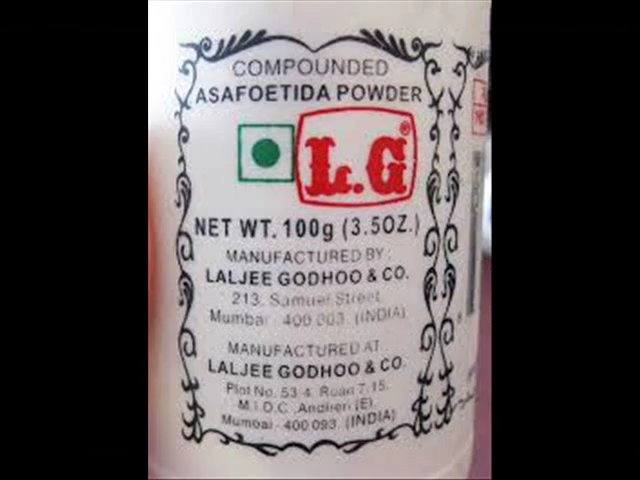 COMPOUNDED
ASAFOETIDA POWDER
L.G®
NET WT. 100g (3.5OZ.)
MANUFACTURED BY :
LALJEE GODHOO & CO.
213, Samuel Street,
Mumbai - 400 003. (INDIA)
MANUFACTURED AT
LALJEE GODHOO & CO.
Plot No. 53-4, Road 7,15,
M.I.D.C., Andheri (E),
Mumbai - 400 093. (INDIA)